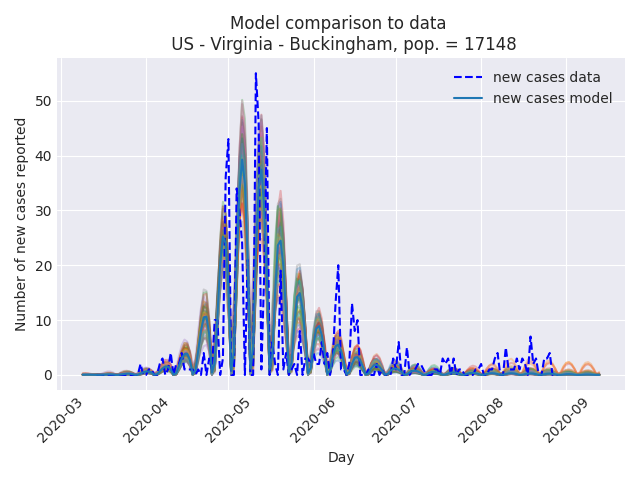 Model comparison to data
US - Virginia - Buckingham, pop. = 17148
new cases data
new cases model
Number of new cases reported
50
40
30
20
10
0
2020-03
2020-04
2020-05
2020-06
2020-07
2020-08
2020-09
Day